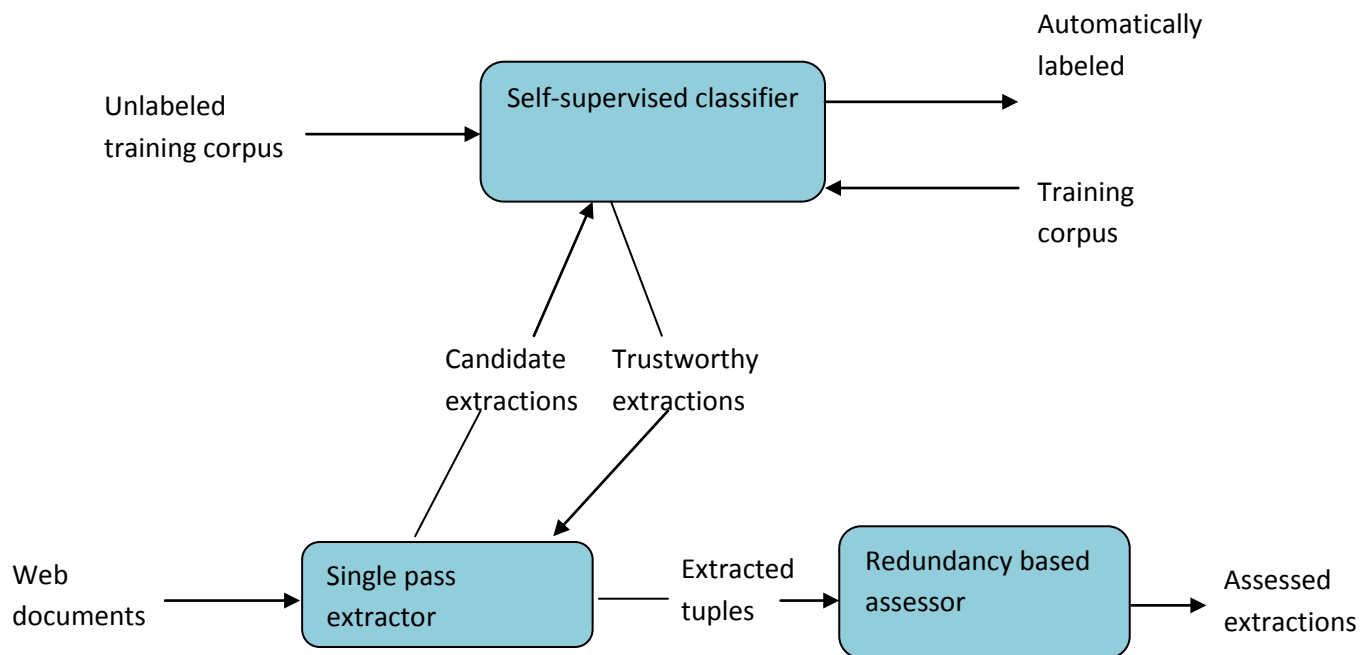 Automatically
labeled
Self-supervised classifier
Unlabeled
training corpus
Training
corpus
Candidate
extractions
Trustworthy
extractions
Web
documents
Single pass
extractor
Extracted
tuples
Redundancy based
assessor
Assessed
extractions